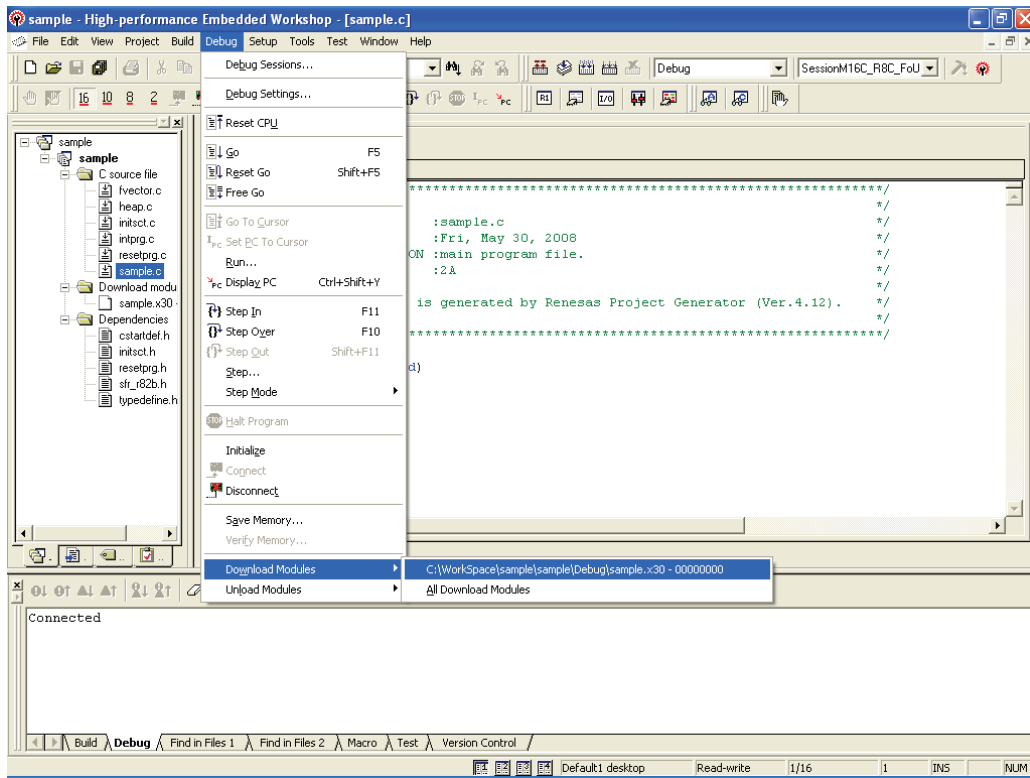 sample - High-performance Embedded Workshop - [sample.c]
File Edit View Project Build Debug Setup Tools Test Window Help
Debug SessionM16C_R8C_FoU
16 10 8 2
sample
sample
C source file
fvector.c
heap.c
initsct.c
intprg.c
resetprg.c
sample.c
Download modu
sample.x30 -
Dependencies
cstartdef.h
initsct.h
resetprg.h
sfr_r82b.h
typedefine.h
Debug Sessions...
Debug Settings...
Reset CPU
Go F5
Reset Go Shift+F5
Free Go
Go To Cursor
Set PC To Cursor
Run...
Display PC Ctrl+Shift+Y
Step In F11
Step Over F10
Step Out Shift+F11
Step...
Step Mode
Halt Program
Initialize
Connect
Disconnect
Save Memory...
Verify Memory...
Download Modules
Unload Modules
C:\WorkSpace\sample\sample\Debug\sample.x30 - 00000000
All Download Modules
***********************************************************/
*/
:sample.c */
:Fri, May 30, 2008 */
ON :main program file. */
:2A */
*/
is generated by Renesas Project Generator (Ver.4.12). */
*/
***********************************************************/
d)
Connected
Build Debug Find in Files 1 Find in Files 2 Macro Test Version Control
Default1 desktop Read-write 1/16 1 INS NUM